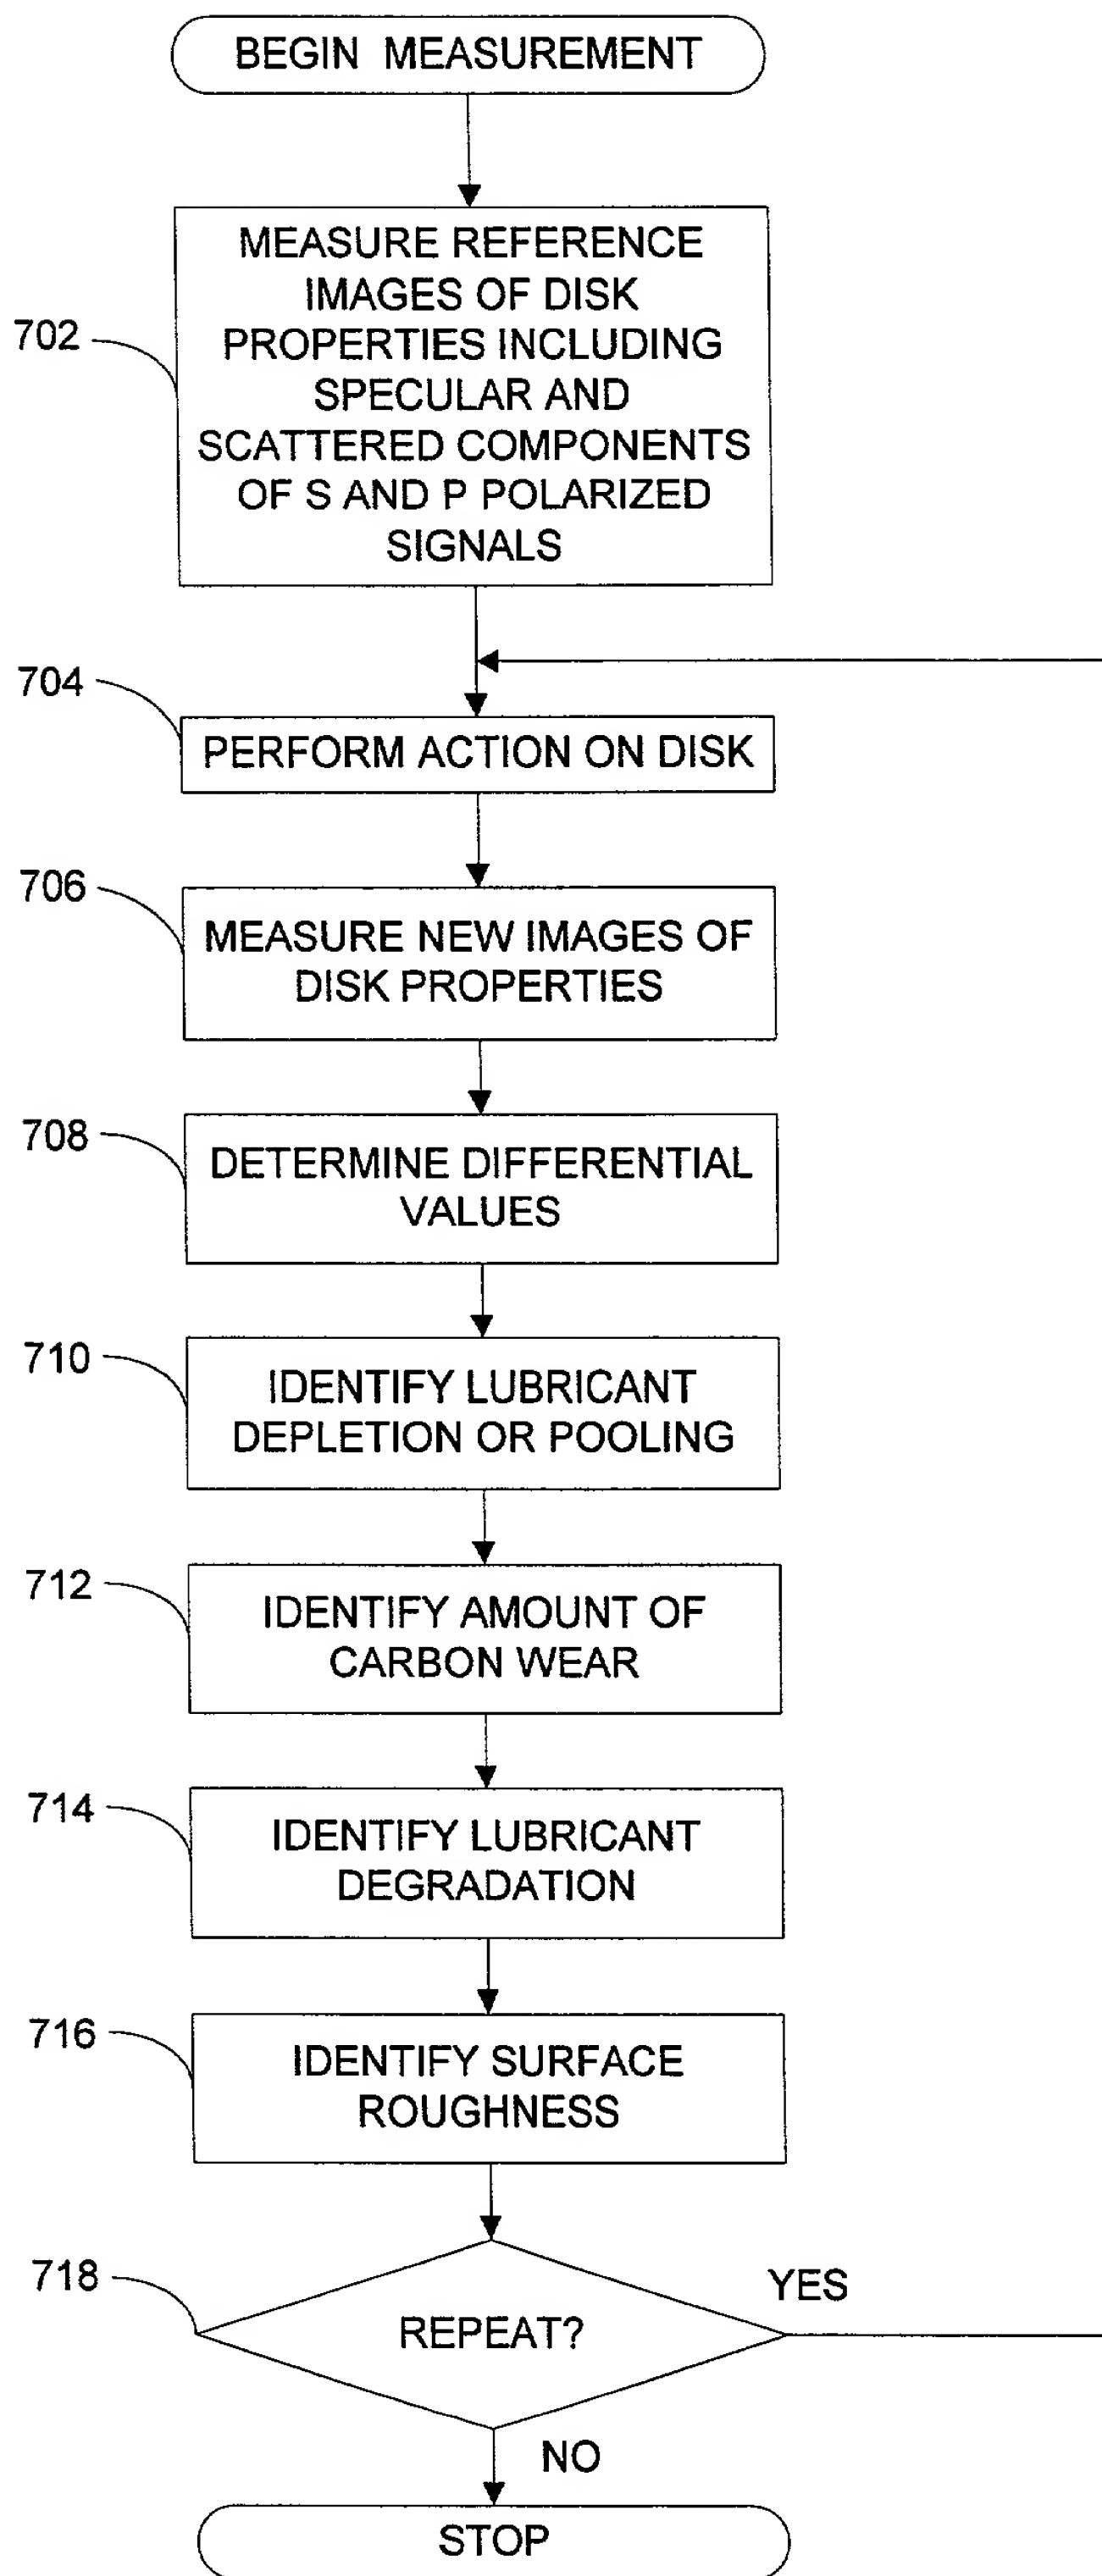 BEGIN MEASUREMENT
702
MEASURE REFERENCE
IMAGES OF DISK
PROPERTIES INCLUDING
SPECULAR AND
SCATTERED COMPONENTS
OF S AND P POLARIZED
SIGNALS
704
PERFORM ACTION ON DISK
706
MEASURE NEW IMAGES OF
DISK PROPERTIES
708
DETERMINE DIFFERENTIAL
VALUES
710
IDENTIFY LUBRICANT
DEPLETION OR POOLING
712
IDENTIFY AMOUNT OF
CARBON WEAR
714
IDENTIFY LUBRICANT
DEGRADATION
716
IDENTIFY SURFACE
ROUGHNESS
718
REPEAT?
YES
NO
STOP